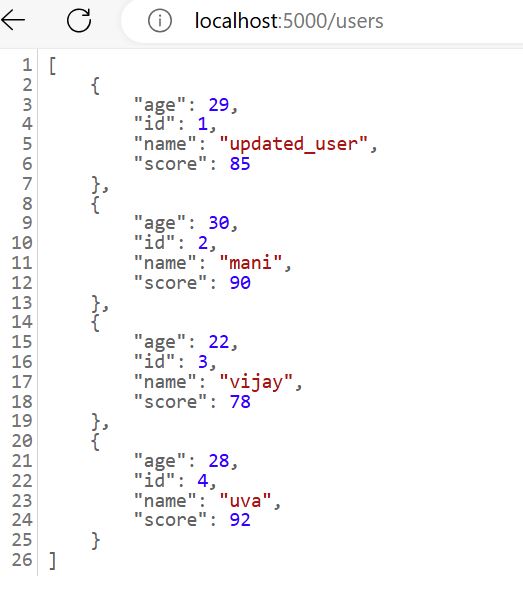 localhost:5000/users
1 [
2     {
3         "age": 29,
4         "id": 1,
5         "name": "updated_user",
6         "score": 85
7     },
8     {
9         "age": 30,
10         "id": 2,
11         "name": "mani",
12         "score": 90
13     },
14     {
15         "age": 22,
16         "id": 3,
17         "name": "vijay",
18         "score": 78
19     },
20     {
21         "age": 28,
22         "id": 4,
23         "name": "uva",
24         "score": 92
25     }
26 ]